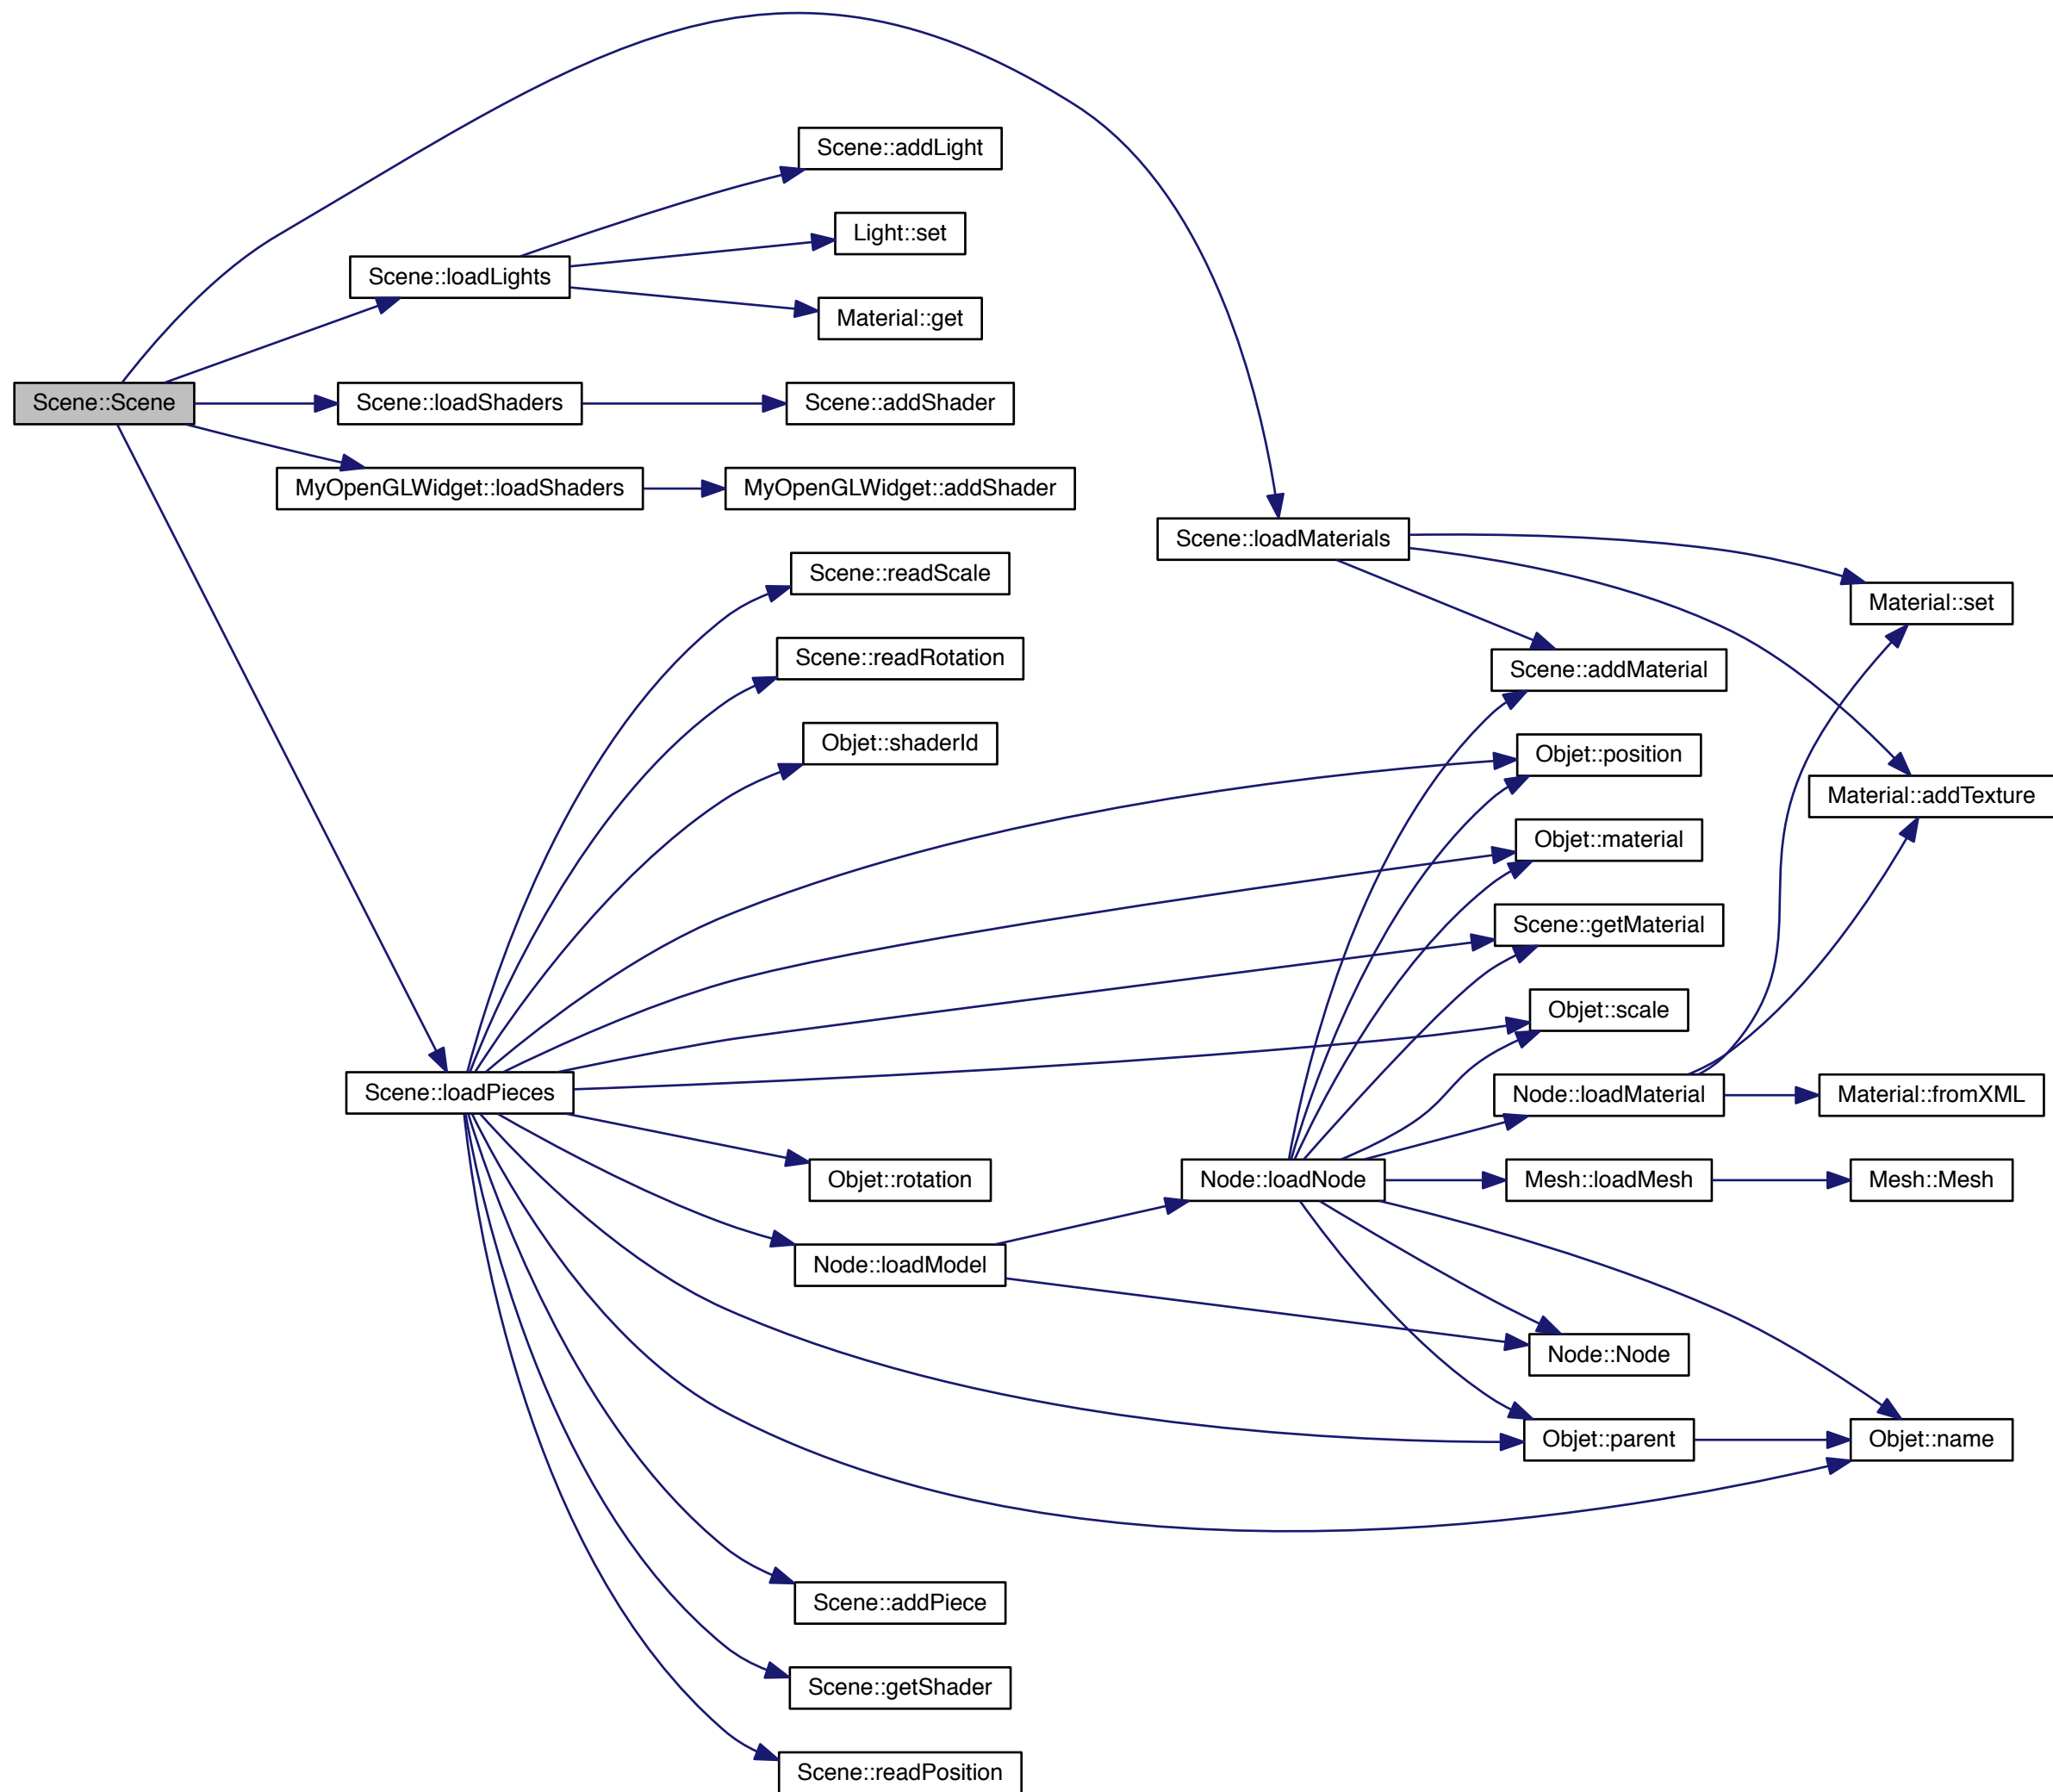 Scene::addLight
Light::set
Scene::loadLights
Material::get
Scene::Scene
Scene::loadShaders
Scene::addShader
MyOpenGLWidget::loadShaders
MyOpenGLWidget::addShader
Scene::loadMaterials
Scene::readScale
Material::set
Scene::readRotation
Scene::addMaterial
Objet::shaderId
Objet::position
Material::addTexture
Objet::material
Scene::getMaterial
Objet::scale
Scene::loadPieces
Node::loadMaterial
Material::fromXML
Objet::rotation
Node::loadNode
Mesh::loadMesh
Mesh::Mesh
Node::loadModel
Node::Node
Objet::parent
Objet::name
Scene::addPiece
Scene::getShader
Scene::readPosition